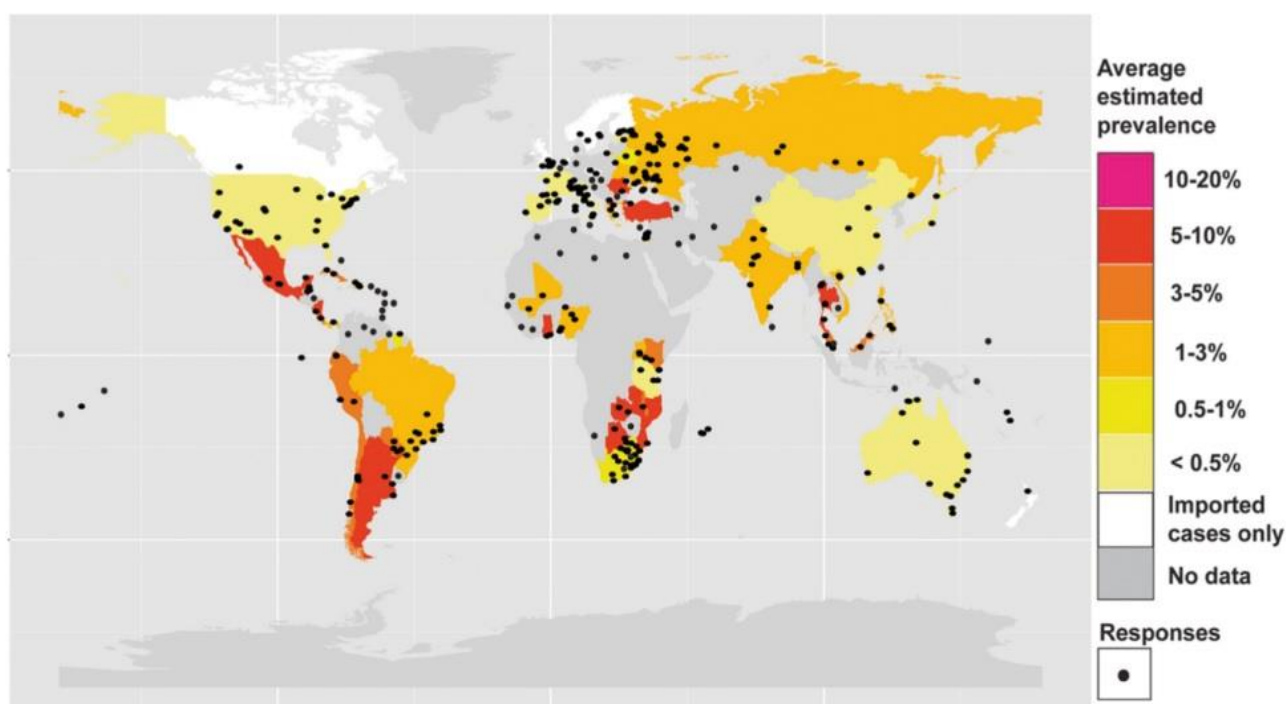 Average
estimated
prevalence
10-20%
5-10%
3-5%
1-3%
0.5-1%
< 0.5%
Imported
cases only
No data
Responses